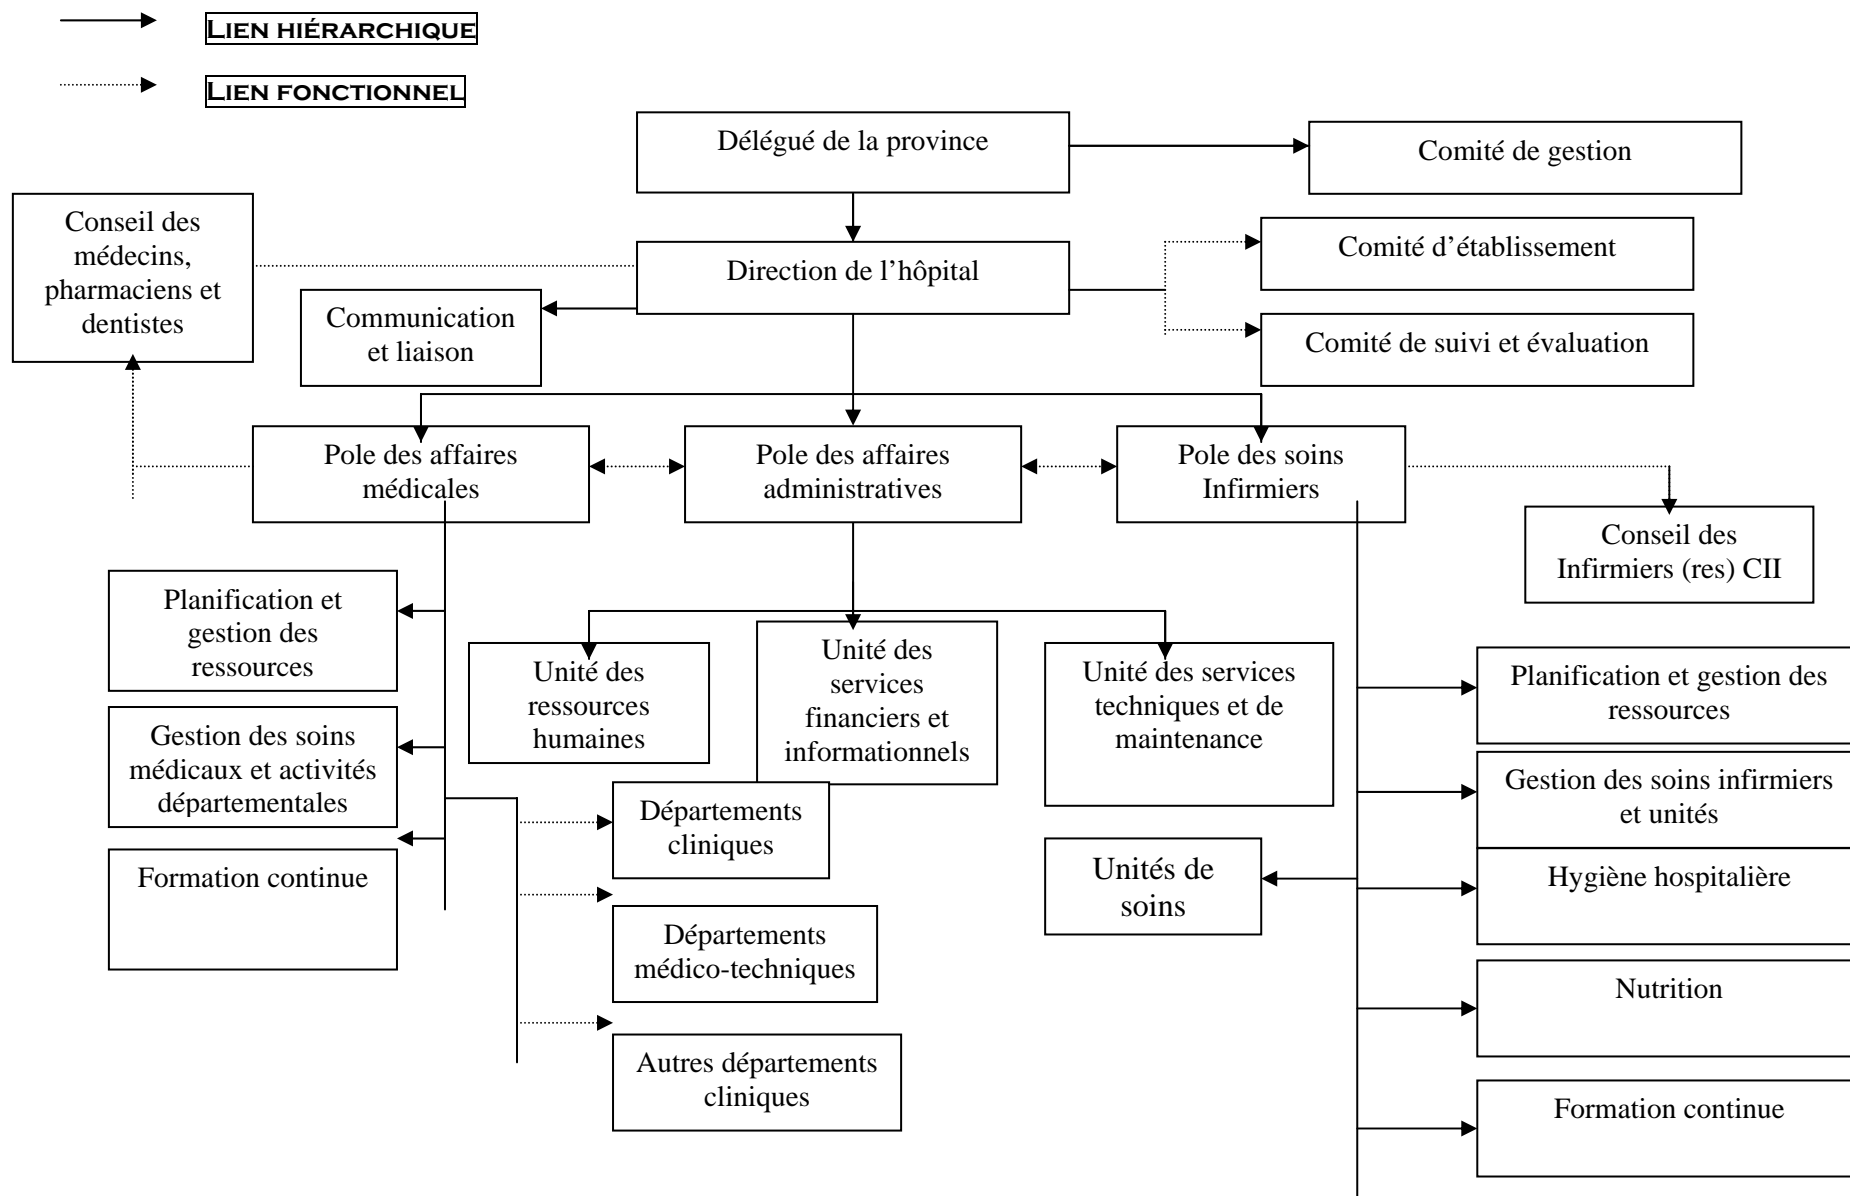 LIEN HIÉRARCHIQUE
LIEN FONCTIONNEL
Délégué de la province
Comité de gestion
Conseil des
médecins,
pharmaciens et
dentistes
Direction de l’hôpital
Comité d’établissement
Communication
et liaison
Comité de suivi et évaluation
Pole des affaires
médicales
Pole des affaires
administratives
Pole des soins
Infirmiers
Conseil des
Infirmiers (res) CII
Planification et
gestion des
ressources
Gestion des soins
médicaux et activités
départementales
Formation continue
Unité des
ressources
humaines
Unité des
services
financiers et
informationnels
Unité des services
techniques et de
maintenance
Départements
cliniques
Départements
médico-techniques
Autres départements
cliniques
Unités de
soins
Planification et gestion des
ressources
Gestion des soins infirmiers
et unités
Hygiène hospitalière
Nutrition
Formation continue